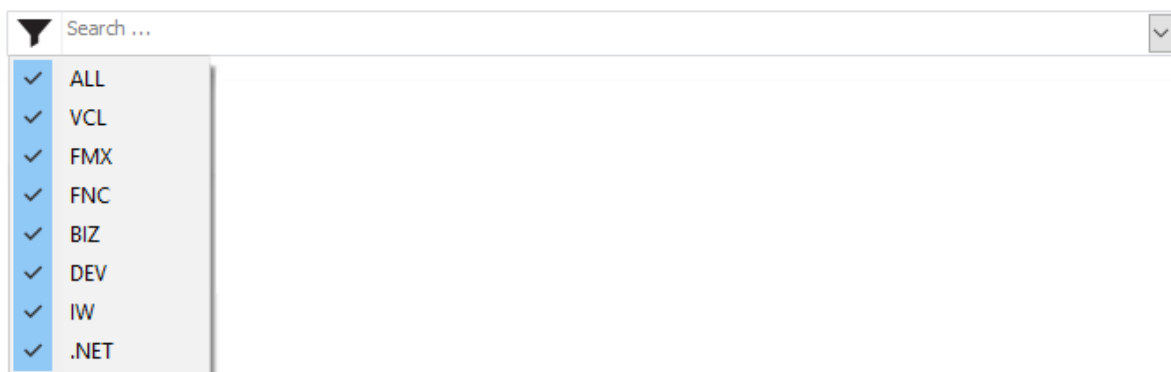 Search ...
ALL
VCL
FMX
FNC
BIZ
DEV
IW
.NET